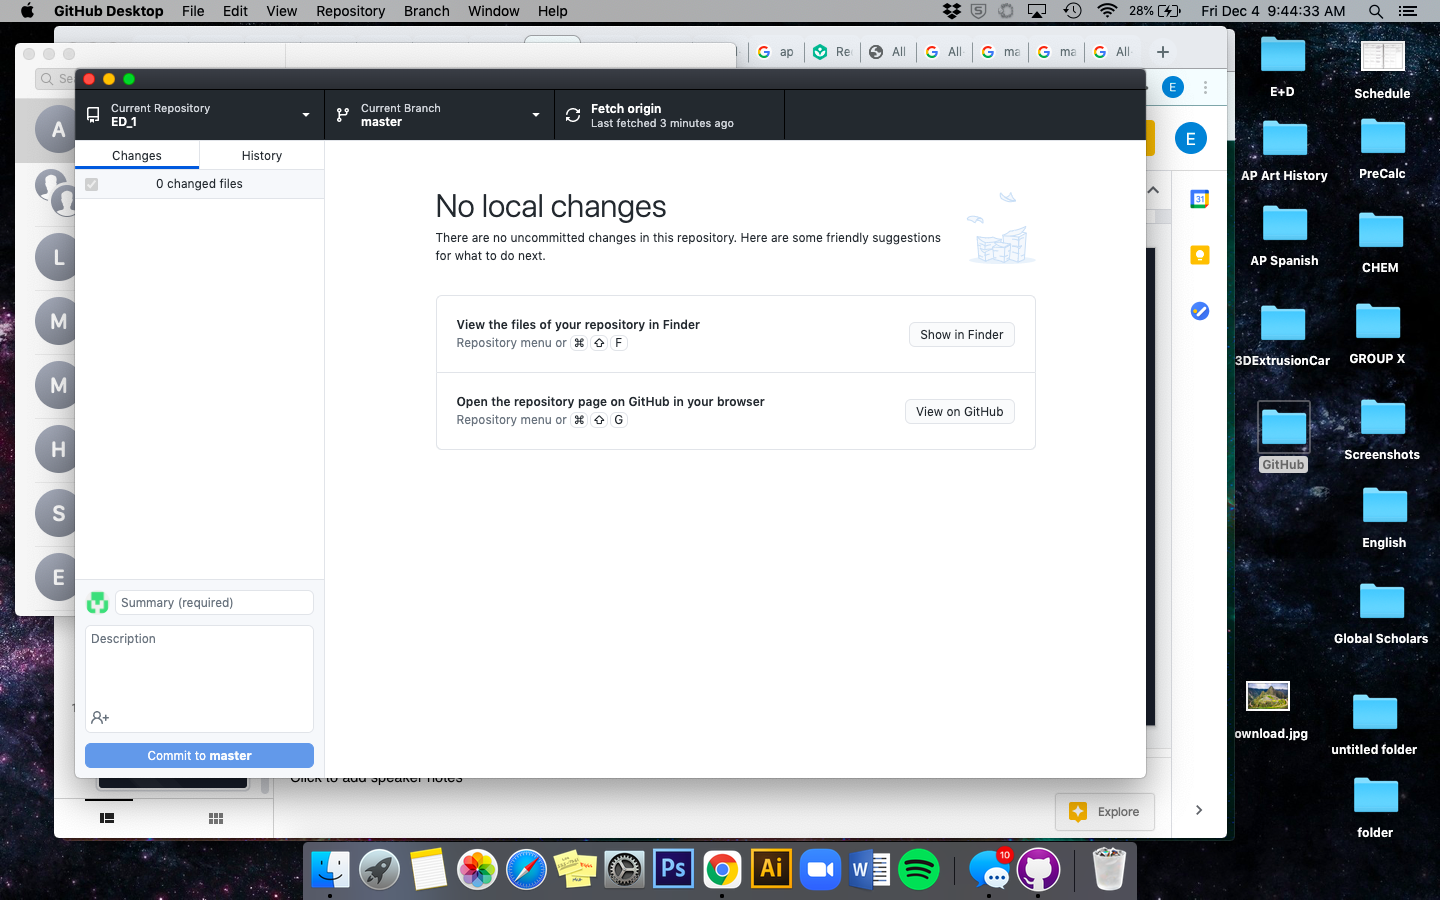 GitHub Desktop File Edit View Repository Branch Window Help 28% Fri Dec 4 9:44:33 AM
ap Re All All ma ma All
Current Repository
ED_1
Current Branch
master
Fetch origin
Last fetched 3 minutes ago
Changes History
0 changed files
No local changes
There are no uncommitted changes in this repository. Here are some friendly suggestions
for what to do next.
View the files of your repository in Finder
Repository menu or ⌘ ⇧ F
Show in Finder
Open the repository page on GitHub in your browser
Repository menu or ⌘ ⇧ G
View on GitHub
Summary (required)
Description
Commit to master
A
L
M
M
H
S
E
E
E
31
Click to add speaker notes
Explore
E+D
Schedule
AP Art History
PreCalc
AP Spanish
CHEM
3DExtrusionCar
GROUP X
GitHub
Screenshots
English
Global Scholars
ownload.jpg
untitled folder
folder
Ps
Ai
W
10